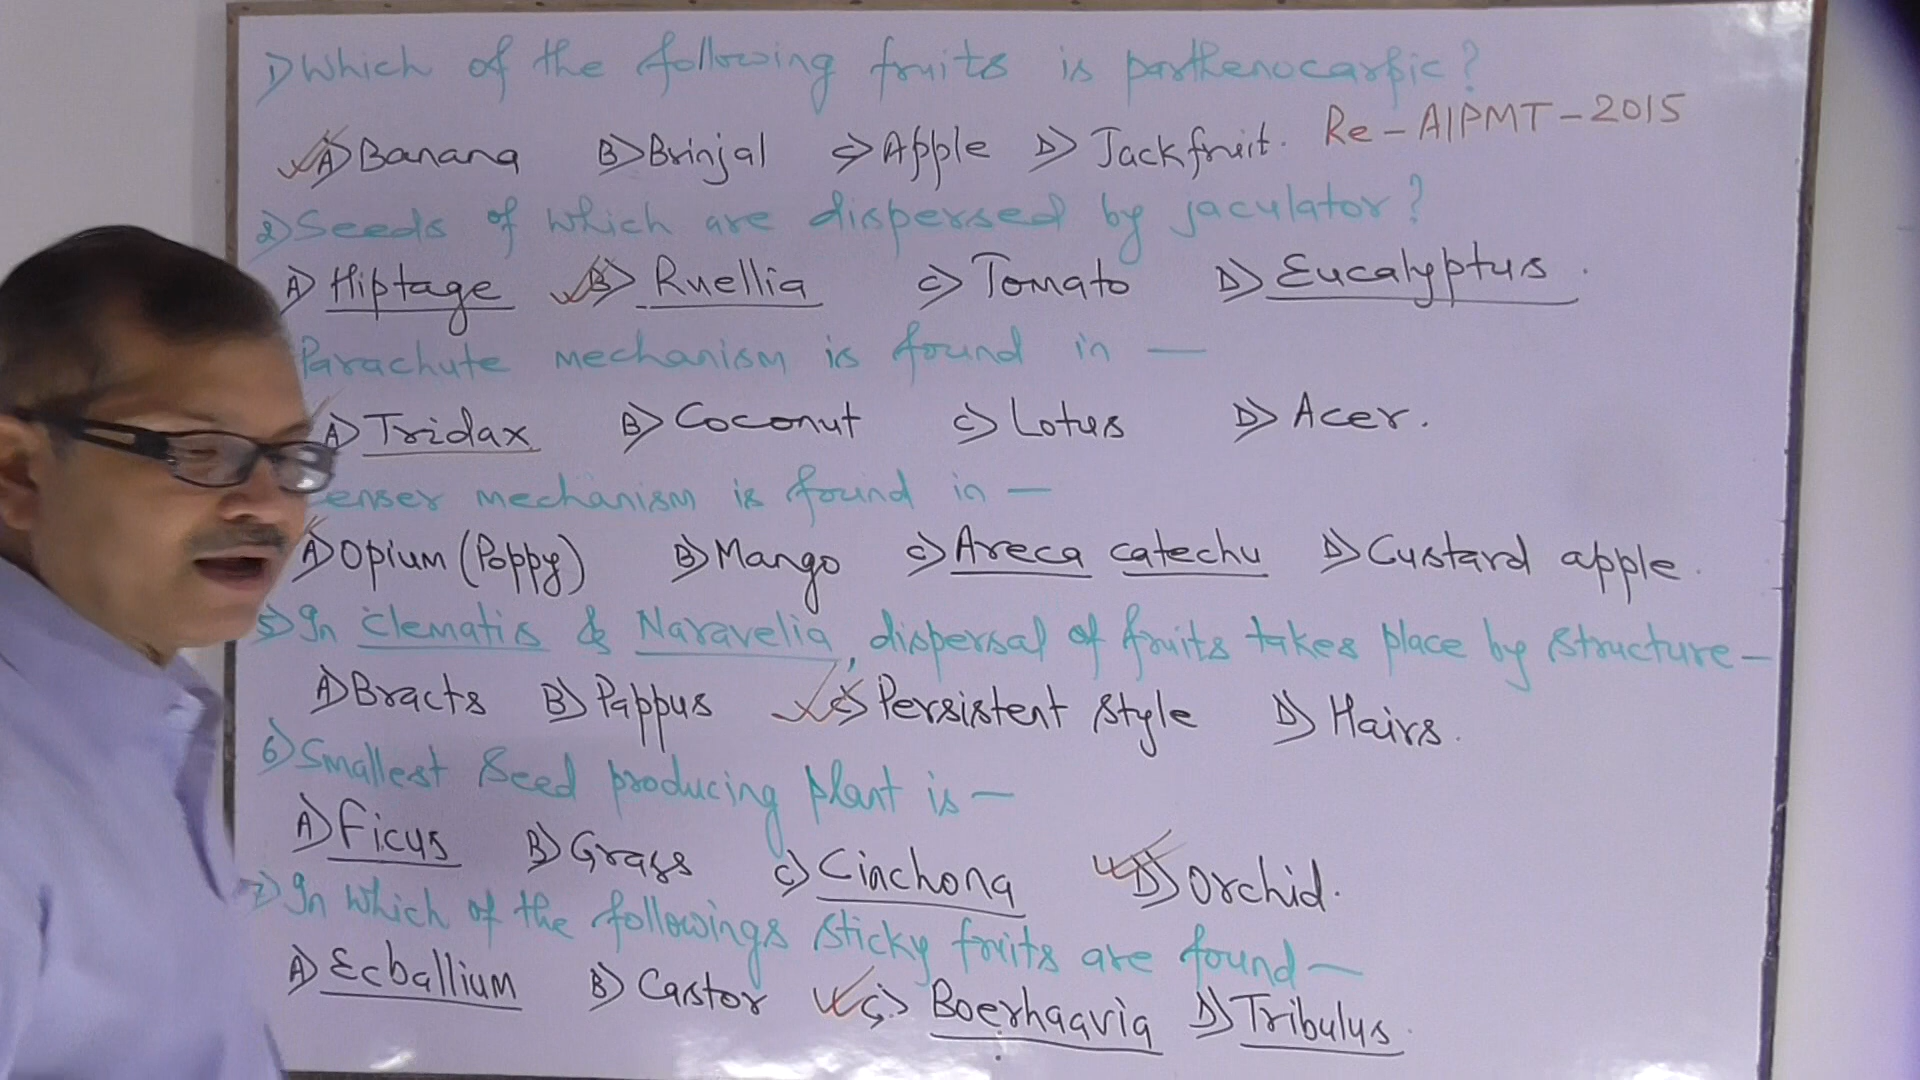 1) Which of the following fruits is parthenocarpic?
A) Banana B) Brinjal C) Apple D) Jackfruit. Re-AIPMT-2015
2) Seeds of which are dispersed by jaculator?
A) Hiptage B) Ruellia C) Tomato D) Eucalyptus.
Parachute mechanism is found in —
A) Tridax B) Coconut C) Lotus D) Acer.
enser mechanism is found in —
A) Opium (Poppy) B) Mango C) Areca catechu D) Custard apple.
5) In Clematis & Naravelia, dispersal of fruits takes place by structure —
A) Bracts B) Pappus C) Persistent style D) Hairs.
6) Smallest seed producing plant is —
A) Ficus B) Grass C) Cinchona D) Orchid.
7) In which of the followings sticky fruits are found —
A) Ecballium B) Castor C) Boerhaavia D) Tribulus.